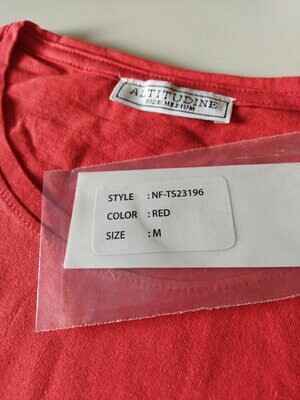 ALTITUDINE
SIZE: MEDIUM
STYLE : NF-TS23196
COLOR : RED
SIZE : M